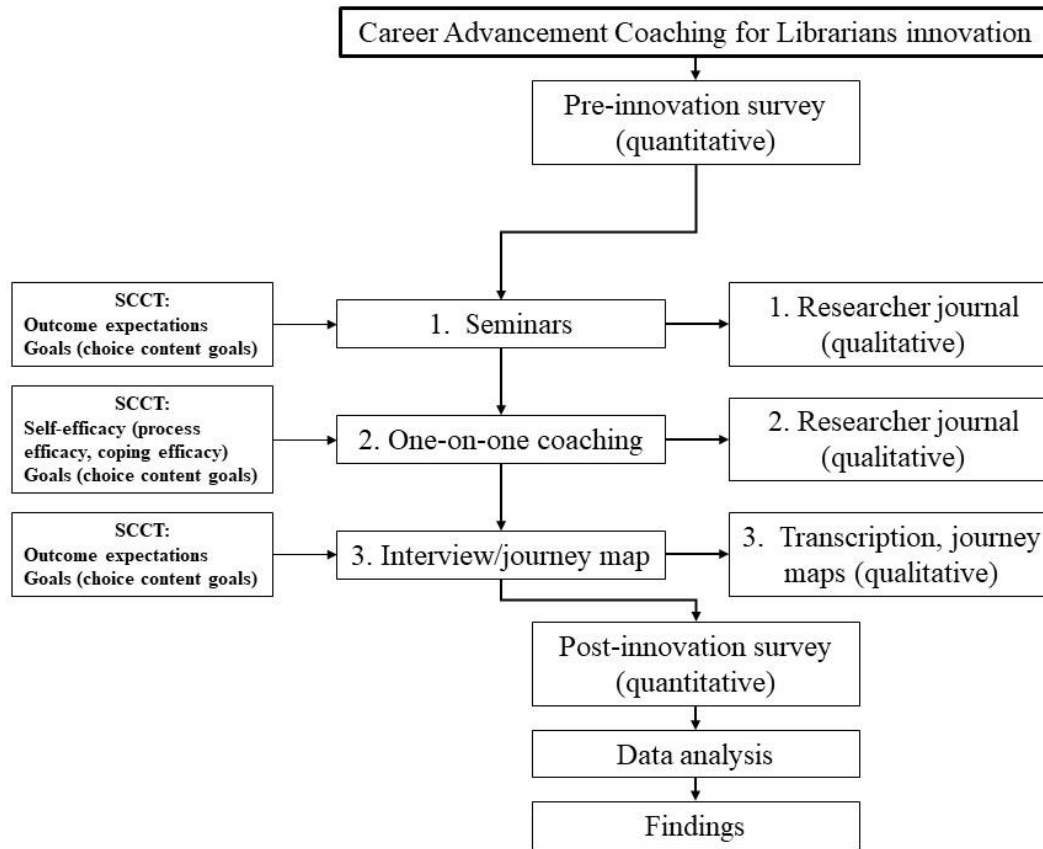 Career Advancement Coaching for Librarians innovation
Pre-innovation survey
(quantitative)
SCCT:
Outcome expectations
Goals (choice content goals)
1. Seminars
1. Researcher journal
(qualitative)
SCCT:
Self-efficacy (process
efficacy, coping efficacy)
Goals (choice content goals)
2. One-on-one coaching
2. Researcher journal
(qualitative)
SCCT:
Outcome expectations
Goals (choice content goals)
3. Interview/journey map
3. Transcription, journey
maps (qualitative)
Post-innovation survey
(quantitative)
Data analysis
Findings